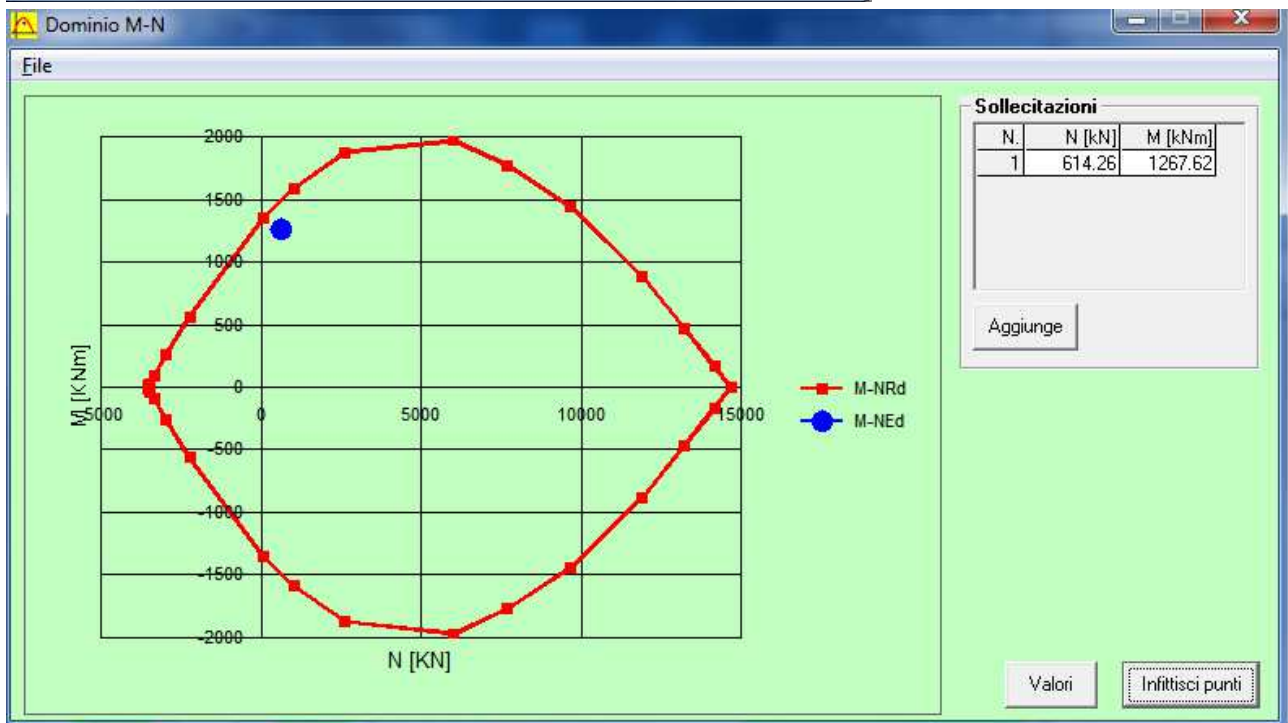 Dominio M-N
File
2000
1500
1000
500
0
-500
-1000
-1500
-2000
M [KNm]
5000
0
5000
10000
15000
N [KN]
M-NRd
M-NEd
Sollecitazioni
N. N [kN] M [kNm]
1 614.26 1267.62
Aggiunge
Valori
Infittisci punti